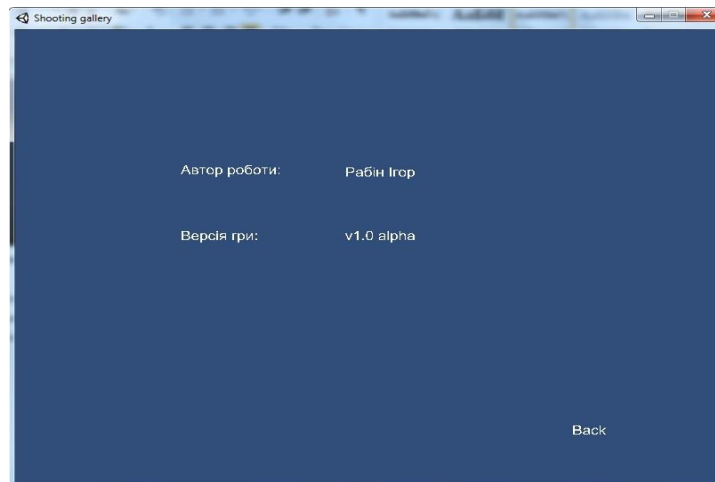 Shooting gallery
Автор роботи: Рабін Ігор
Версія гри: v1.0 alpha
Back